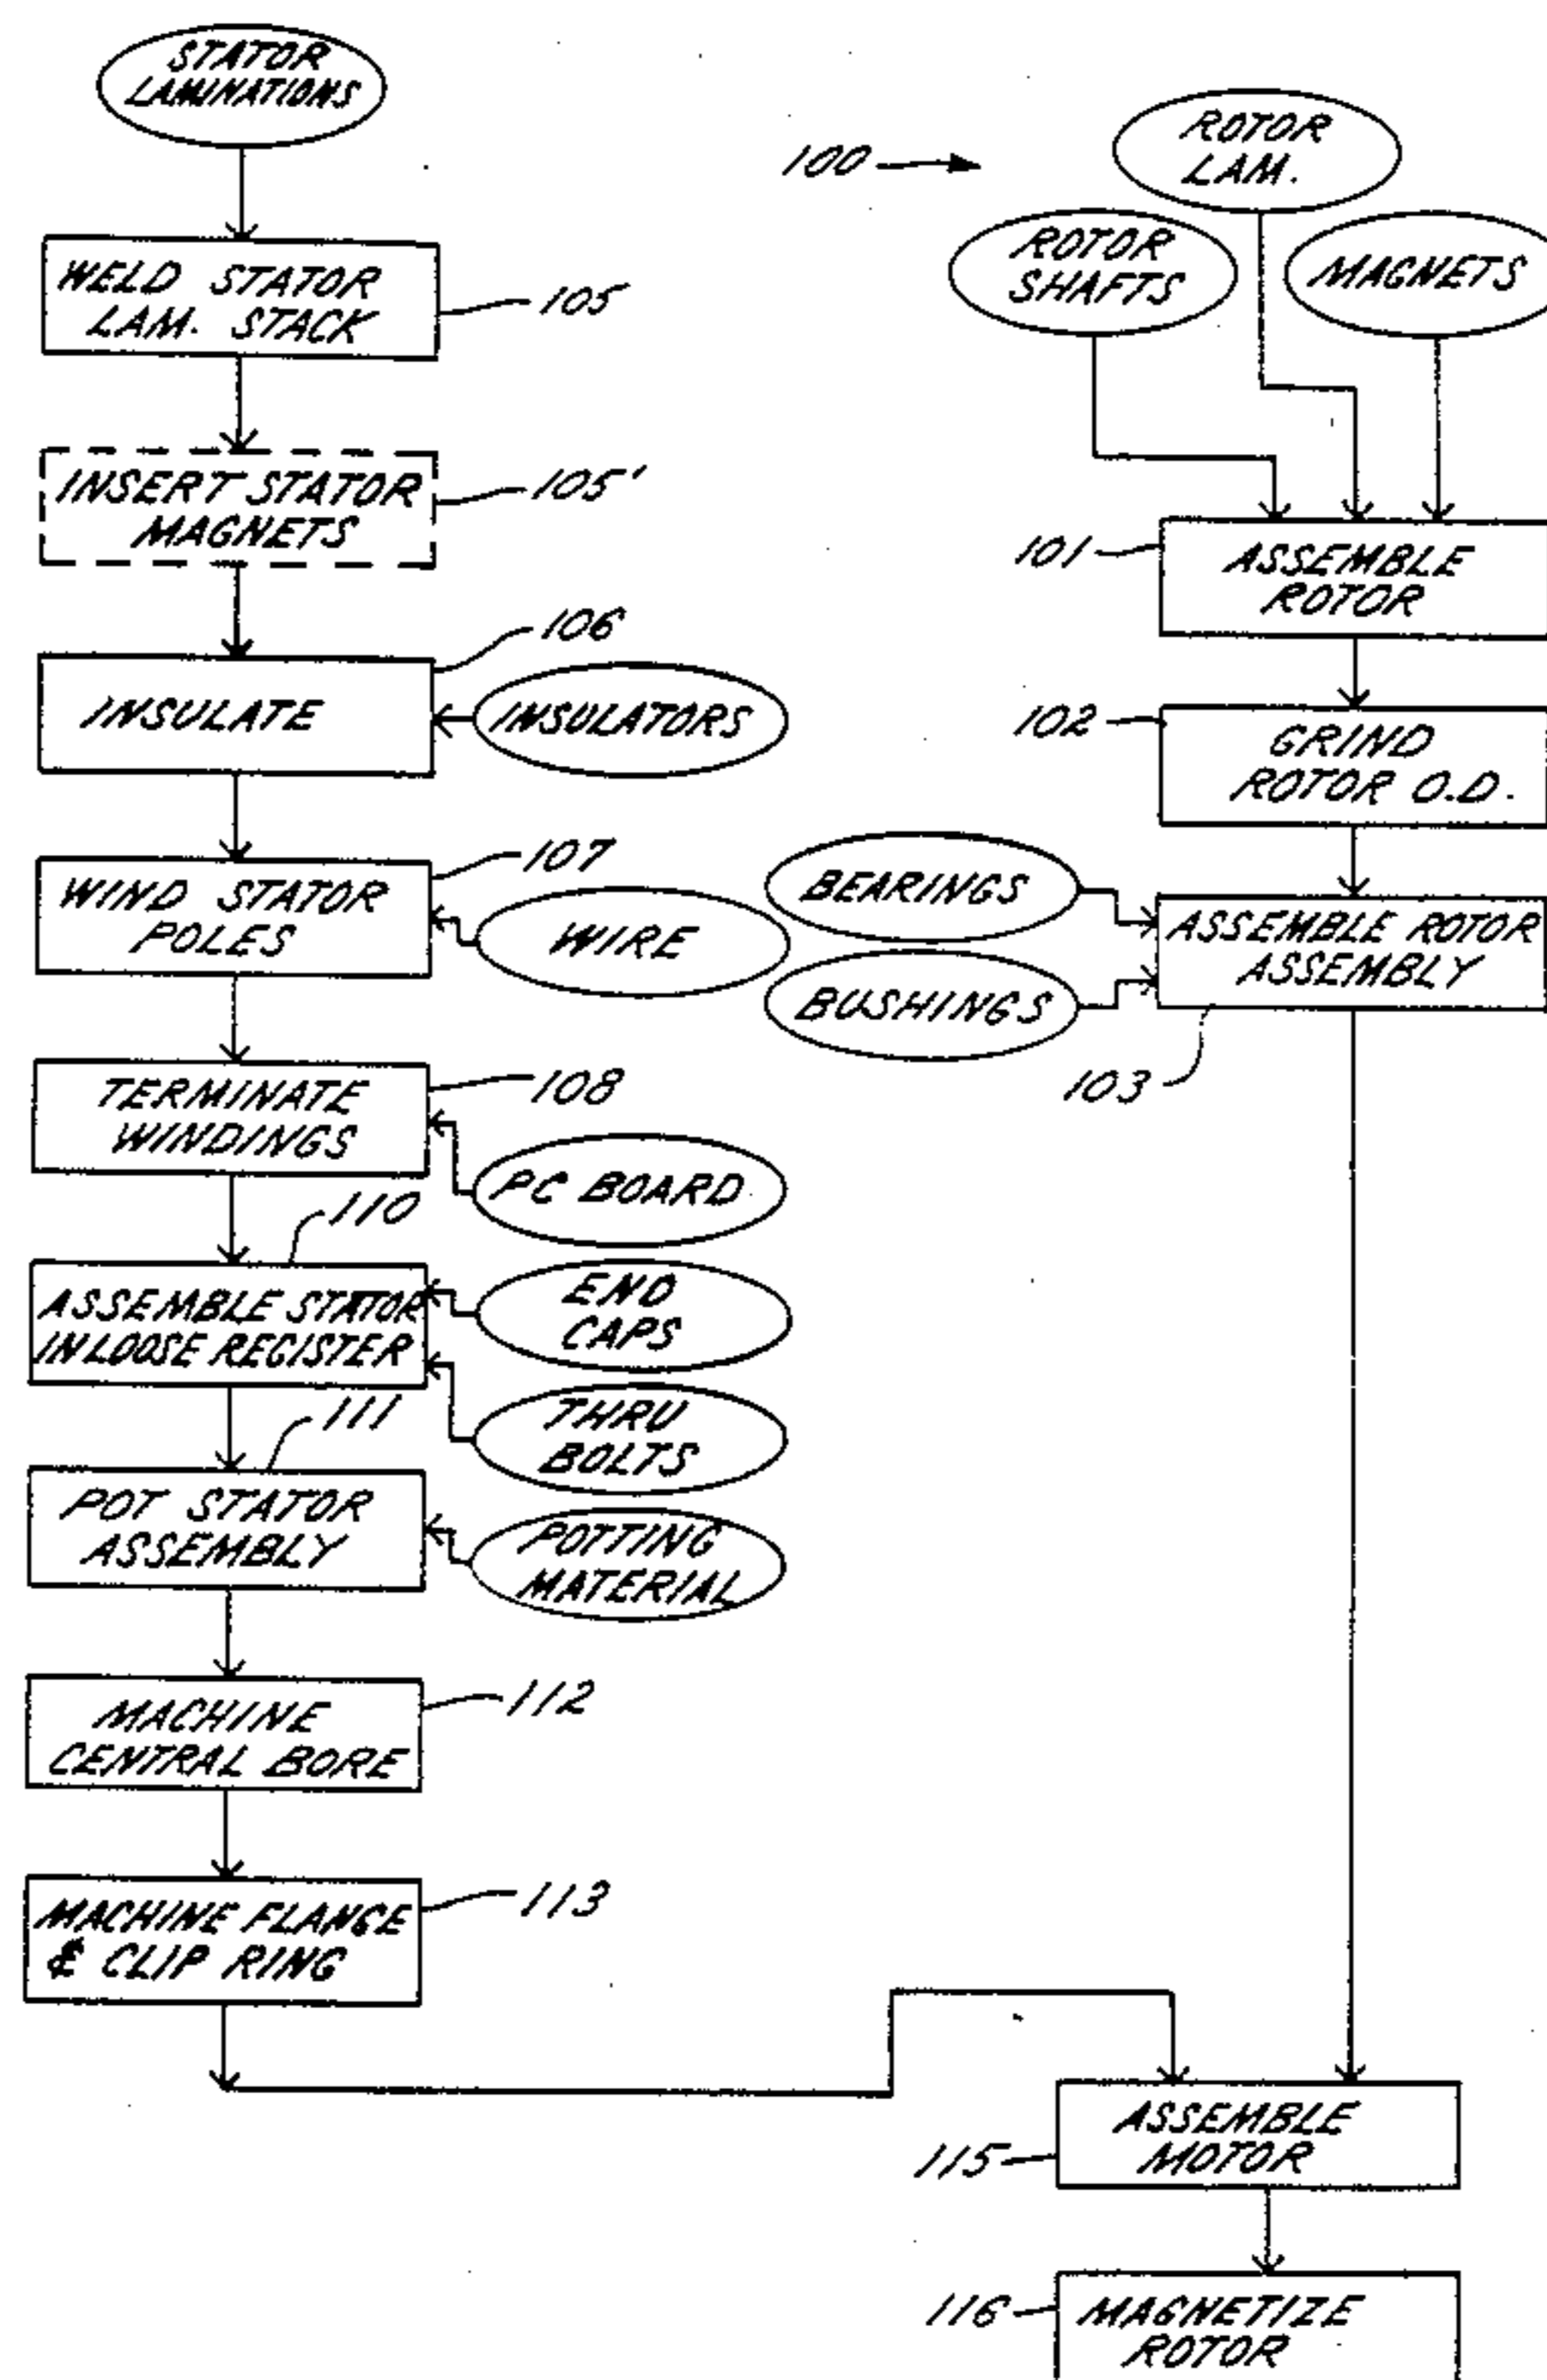 STATOR
LAMINATIONS
WELD STATOR
LAM. STACK
105
INSERT STATOR
MAGNETS
105'
106
INSULATE
INSULATORS
107
WIND STATOR
POLES
WIRE
108
TERMINATE
WINDINGS
PC BOARD
110
ASSEMBLE STATOR
IN LOOSE REGISTER
END
CAPS
THRU
BOLTS
111
POT STATOR
ASSEMBLY
POTTING
MATERIAL
112
MACHINE
CENTRAL BORE
113
MACHINE FLANGE
& CLIP RING
100
ROTOR
LAM.
ROTOR
SHAFTS
MAGNETS
101
ASSEMBLE
ROTOR
102
GRIND
ROTOR O.D.
BEARINGS
BUSHINGS
ASSEMBLE ROTOR
ASSEMBLY
103
115
ASSEMBLE
MOTOR
116
MAGNETIZE
ROTOR